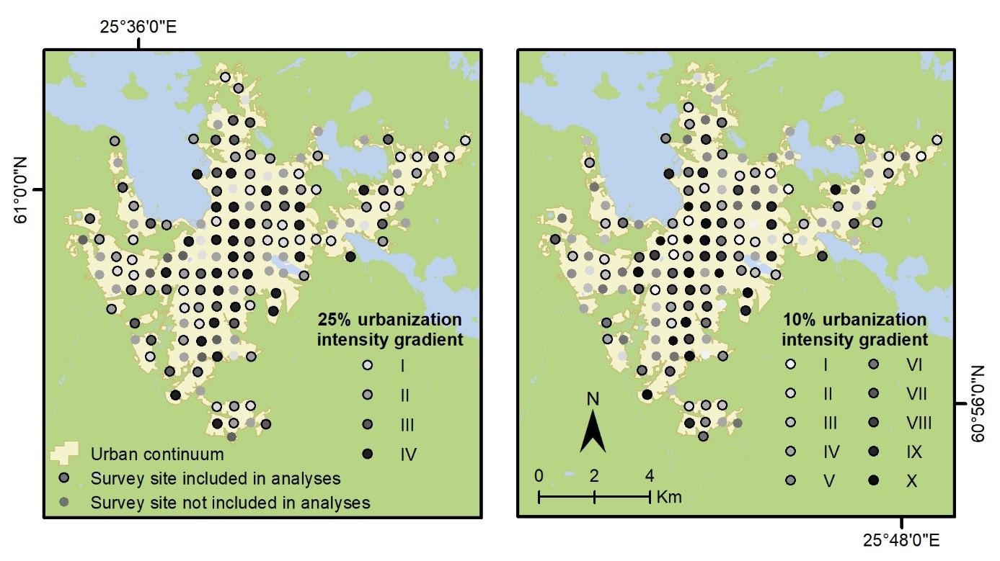 25°36'0"E
61°0'0"N
25% urbanization
intensity gradient
I
II
III
IV
Urban continuum
Survey site included in analyses
Survey site not included in analyses
10% urbanization
intensity gradient
I VI
II VII
III VIII
IV IX
V X
N
0 2 4
Km
60°56'0"N
25°48'0"E